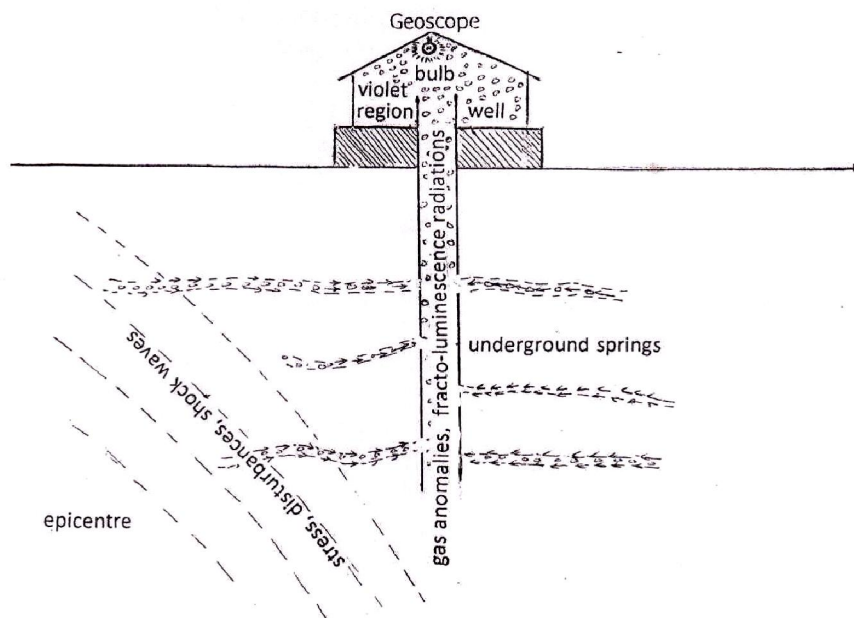 Geoscope
bulb
violet
region
well
gas anomalies, fracto-luminescence radiations
underground springs
stress, disturbances, shock waves
epicentre